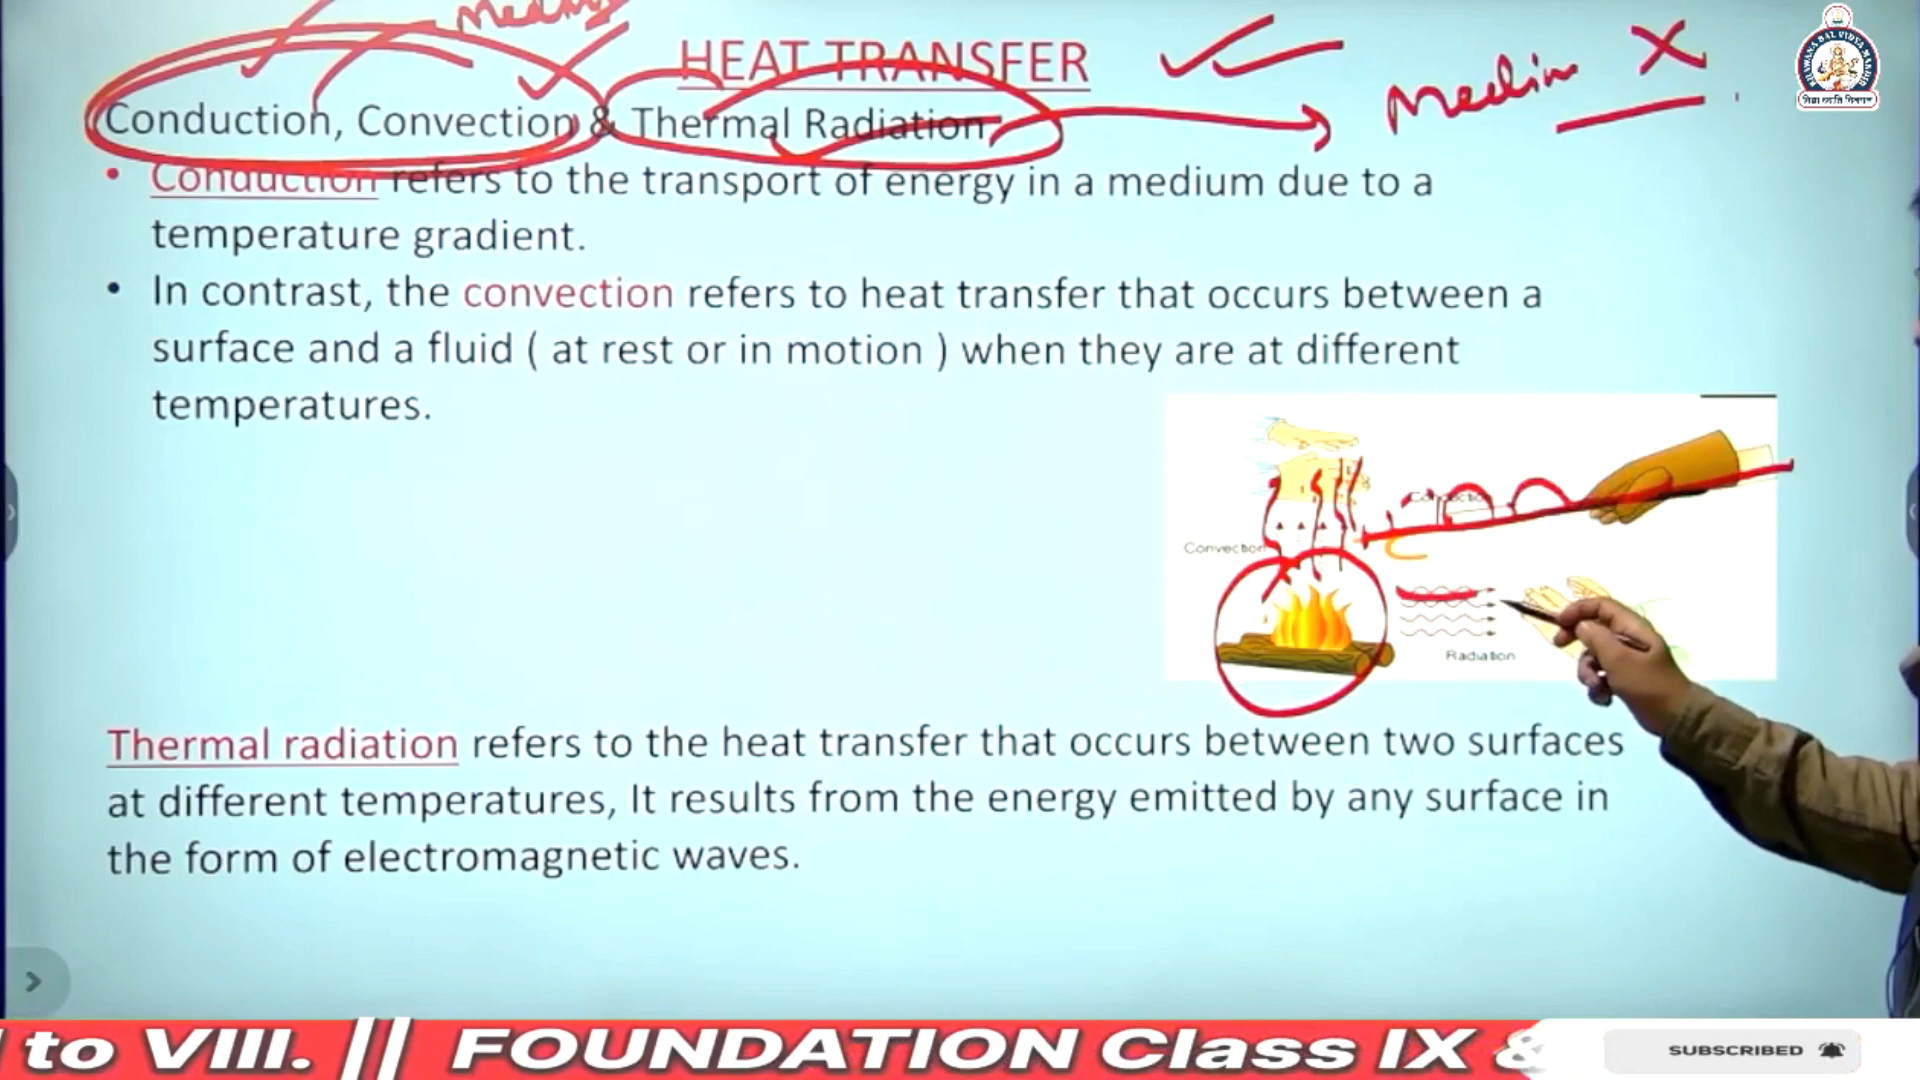 Medium
HEAT TRANSFER
Medium X
Conduction, Convection & Thermal Radiation
• Conduction refers to the transport of energy in a medium due to a
temperature gradient.
• In contrast, the convection refers to heat transfer that occurs between a
surface and a fluid ( at rest or in motion ) when they are at different
temperatures.
Conduction
Convection
Radiation
Thermal radiation refers to the heat transfer that occurs between two surfaces
at different temperatures, It results from the energy emitted by any surface in
the form of electromagnetic waves.
to VIII. || FOUNDATION Class IX &
SUBSCRIBED